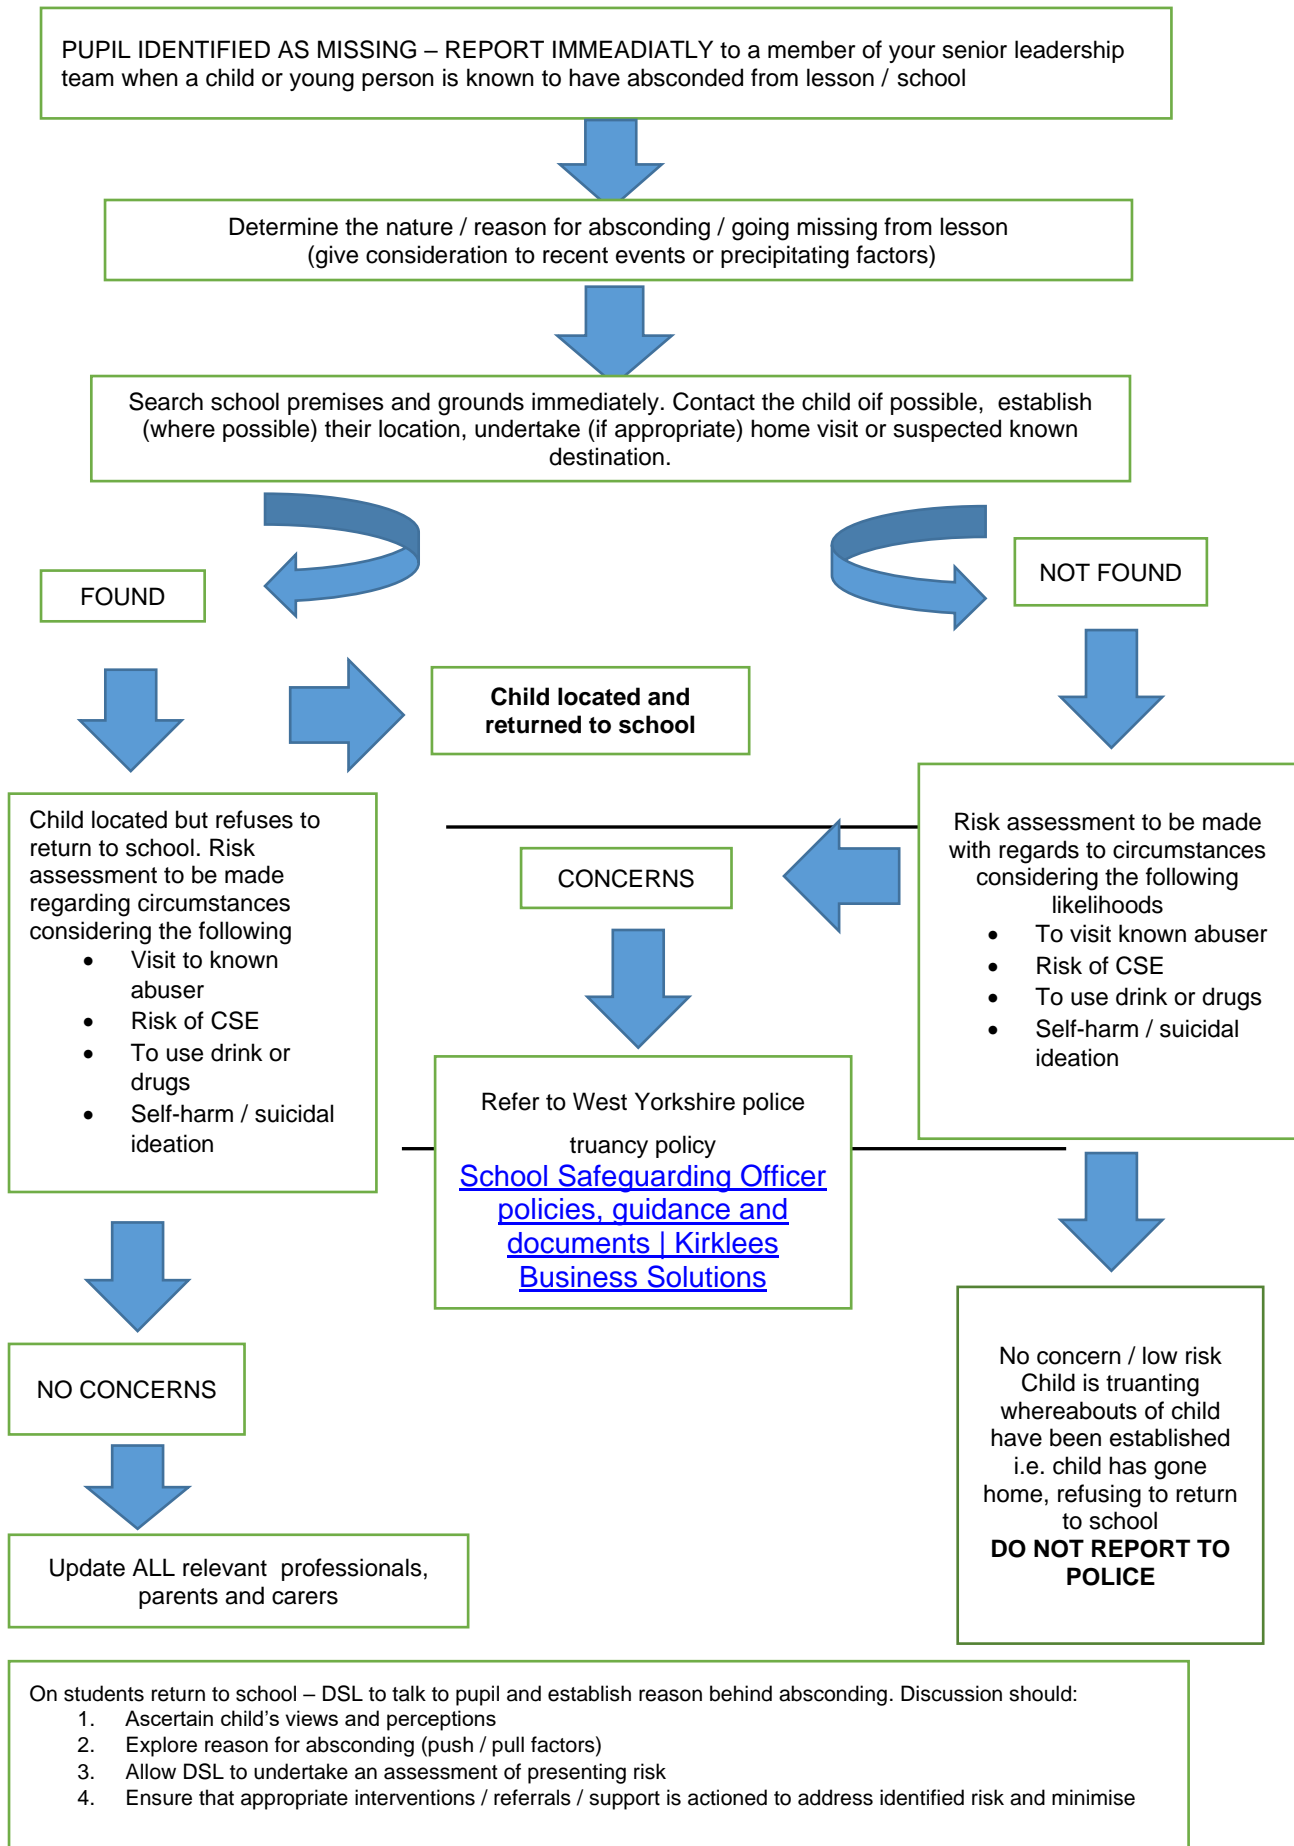 PUPIL IDENTIFIED AS MISSING – REPORT IMMEADIATLY to a member of your senior leadership
team when a child or young person is known to have absconded from lesson / school
Determine the nature / reason for absconding / going missing from lesson
(give consideration to recent events or precipitating factors)
Search school premises and grounds immediately. Contact the child oif possible, establish
(where possible) their location, undertake (if appropriate) home visit or suspected known
destination.
FOUND
NOT FOUND
Child located and
returned to school
Child located but refuses to
return to school. Risk
assessment to be made
regarding circumstances
considering the following
• Visit to known
abuser
• Risk of CSE
• To use drink or
drugs
• Self-harm / suicidal
ideation
CONCERNS
Risk assessment to be made
with regards to circumstances
considering the following
likelihoods
• To visit known abuser
• Risk of CSE
• To use drink or drugs
• Self-harm / suicidal
ideation
Refer to West Yorkshire police
truancy policy
School Safeguarding Officer
policies, guidance and
documents | Kirklees
Business Solutions
NO CONCERNS
No concern / low risk
Child is truanting
whereabouts of child
have been established
i.e. child has gone
home, refusing to return
to school
DO NOT REPORT TO
POLICE
Update ALL relevant professionals,
parents and carers
On students return to school – DSL to talk to pupil and establish reason behind absconding. Discussion should:
1. Ascertain child’s views and perceptions
2. Explore reason for absconding (push / pull factors)
3. Allow DSL to undertake an assessment of presenting risk
4. Ensure that appropriate interventions / referrals / support is actioned to address identified risk and minimise